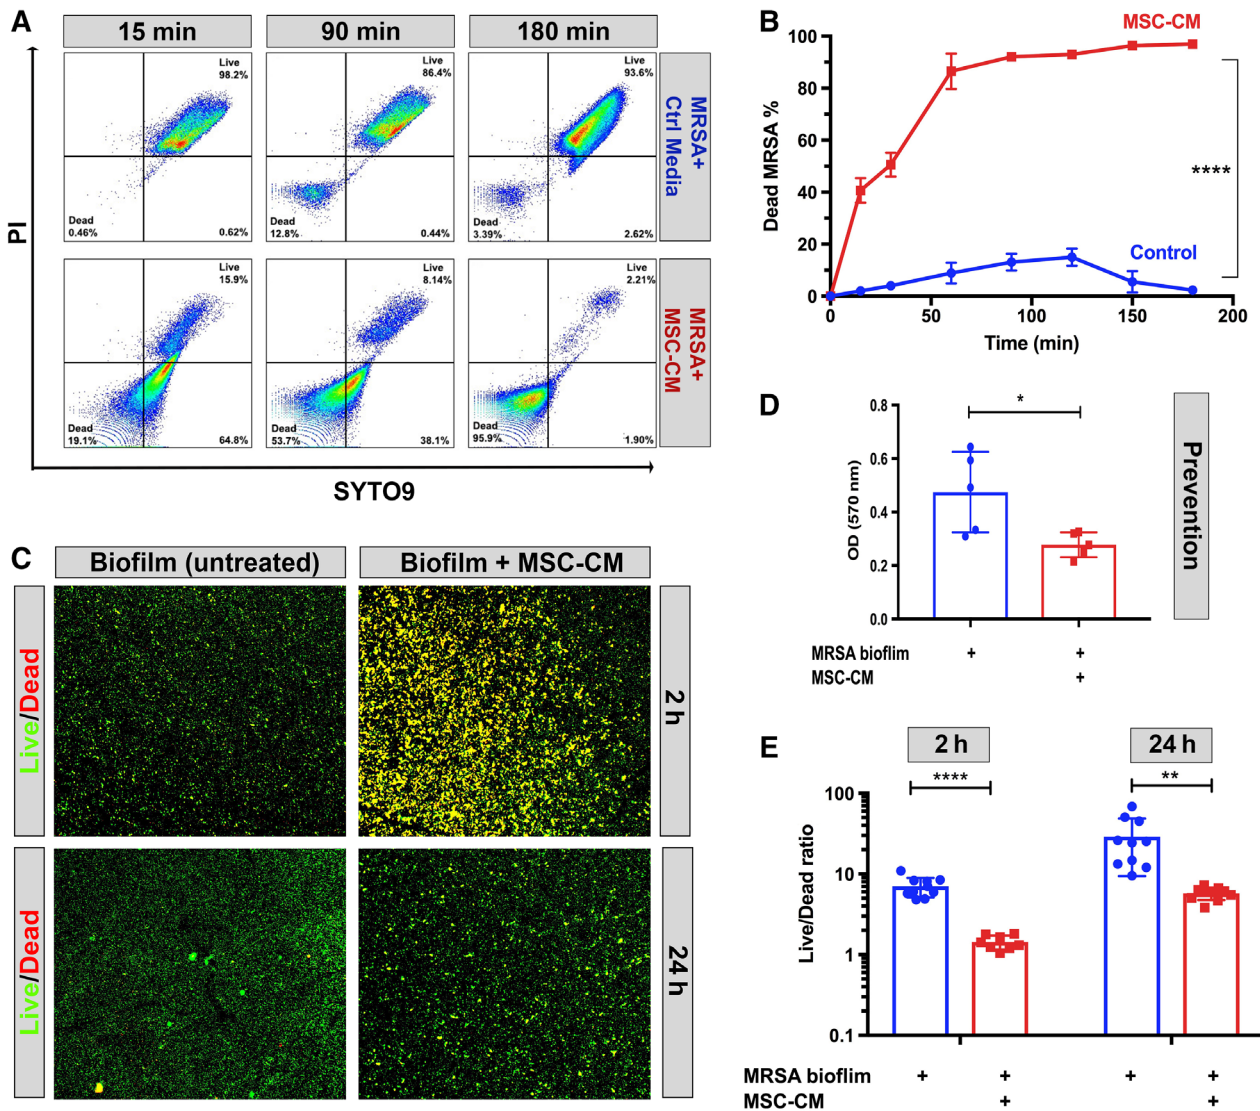 A
15 min
90 min
180 min
Live
98.2%
Dead
0.46%
0.62%
Live
86.4%
Dead
12.8%
0.44%
Live
93.6%
Dead
3.39%
2.62%
MRSA+
Ctrl Media
Live
15.9%
Dead
19.1%
64.8%
Live
8.14%
Dead
53.7%
38.1%
Live
2.21%
Dead
95.9%
1.90%
MRSA+
MSC-CM
PI
SYTO9
B
MSC-CM
100
80
60
40
20
0
Dead MRSA %
Control
****
0
50
100
150
200
Time (min)
C
Biofilm (untreated)
Biofilm + MSC-CM
Live/Dead
2 h
Live/Dead
24 h
D
*
0.8
0.6
0.4
0.2
0.0
OD (570 nm)
Prevention
MRSA bioflim + +
MSC-CM +
E
2 h
24 h
****
**
100
10
1
0.1
Live/Dead ratio
MRSA bioflim + + + +
MSC-CM + +